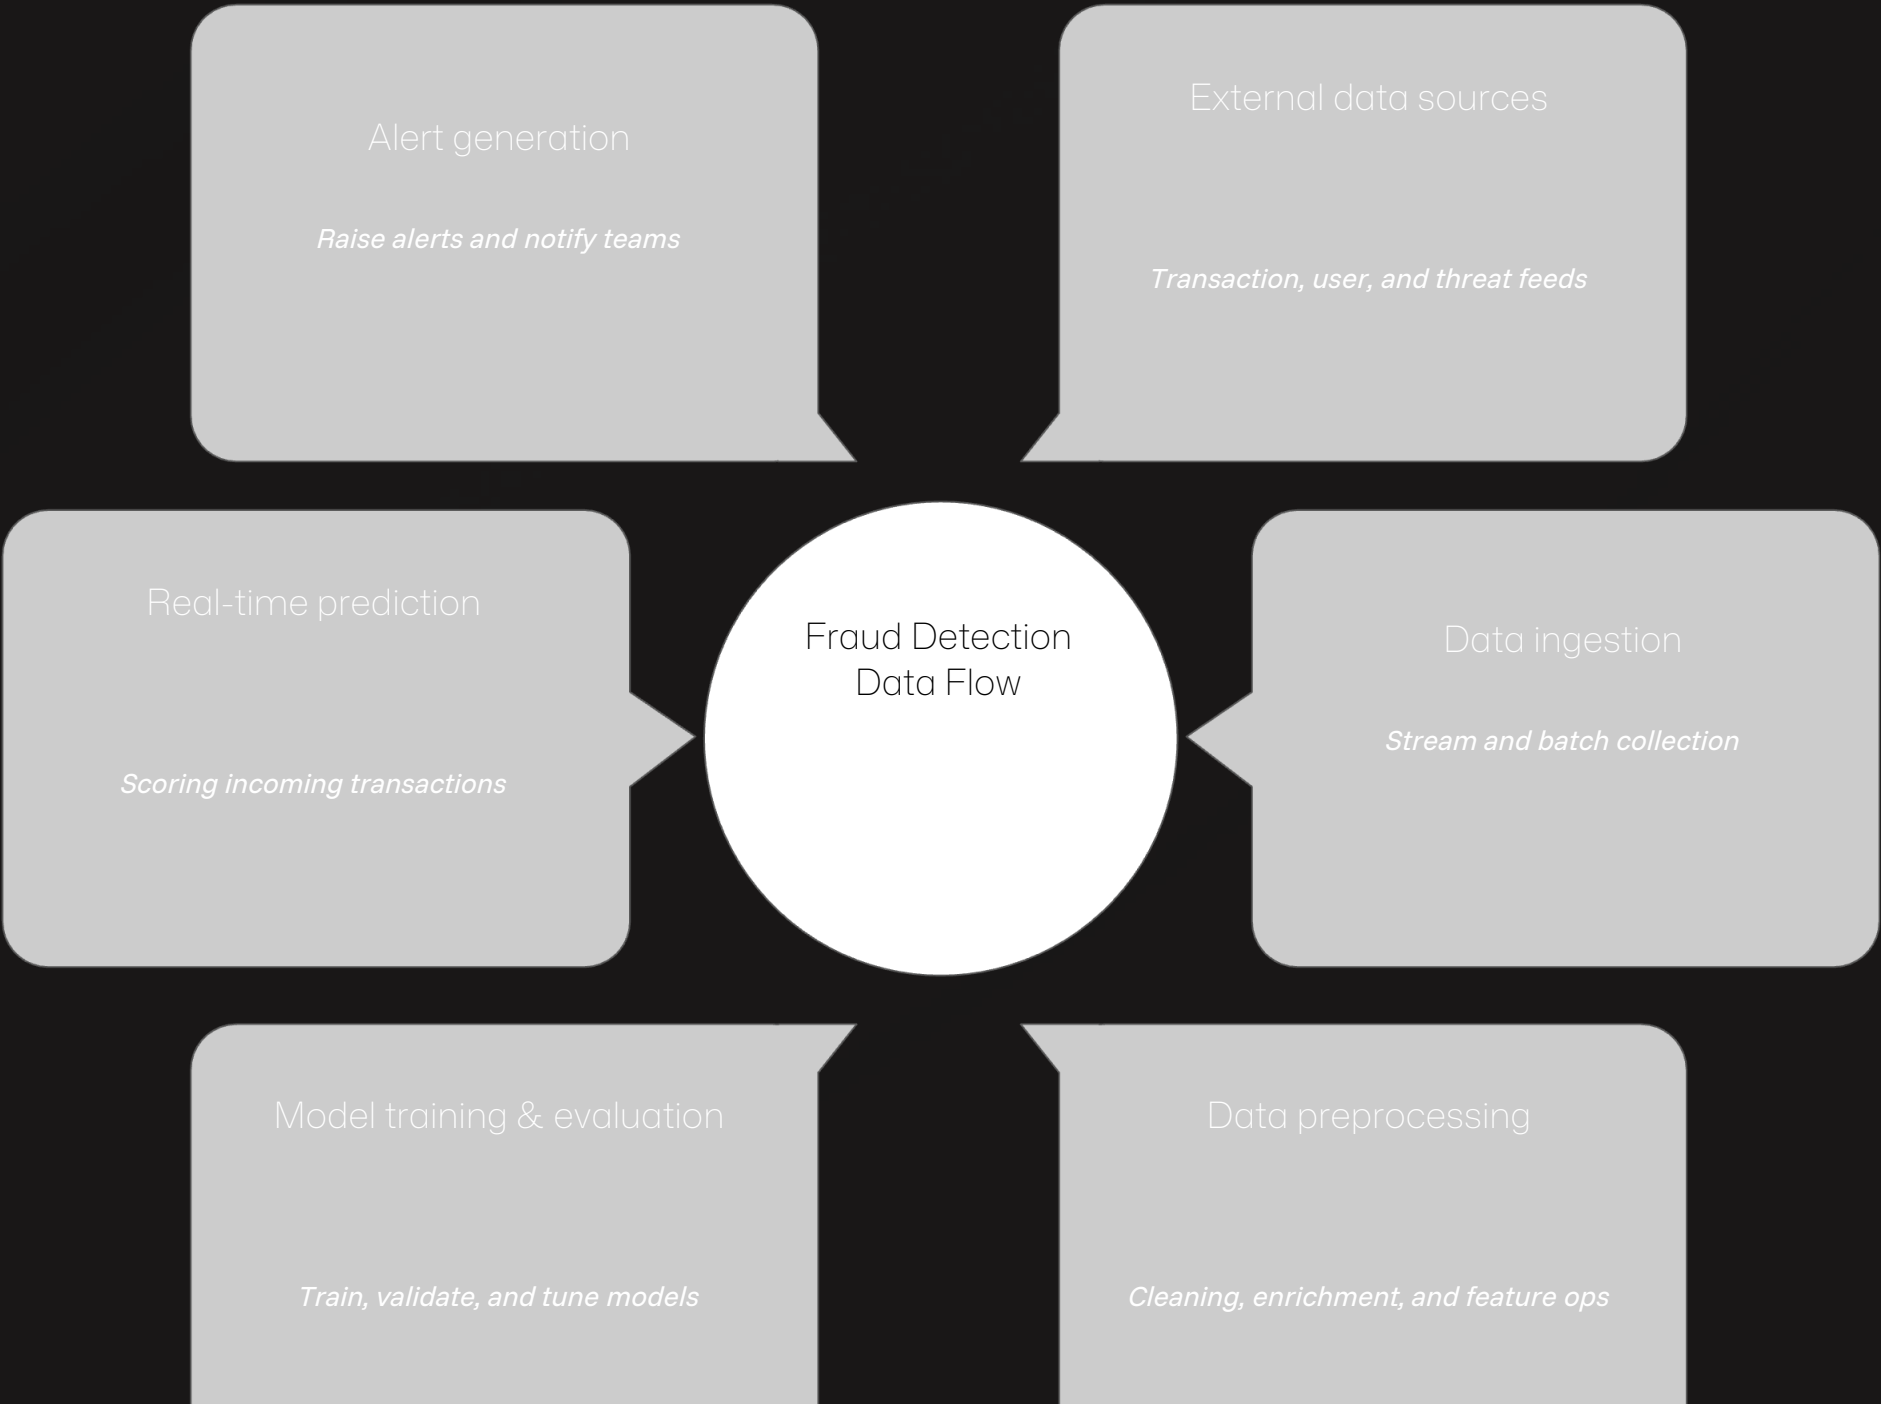 Alert generation
Raise alerts and notify teams
External data sources
Transaction, user, and threat feeds
Real-time prediction
Scoring incoming transactions
Fraud Detection
Data Flow
Data ingestion
Stream and batch collection
Model training & evaluation
Train, validate, and tune models
Data preprocessing
Cleaning, enrichment, and feature ops